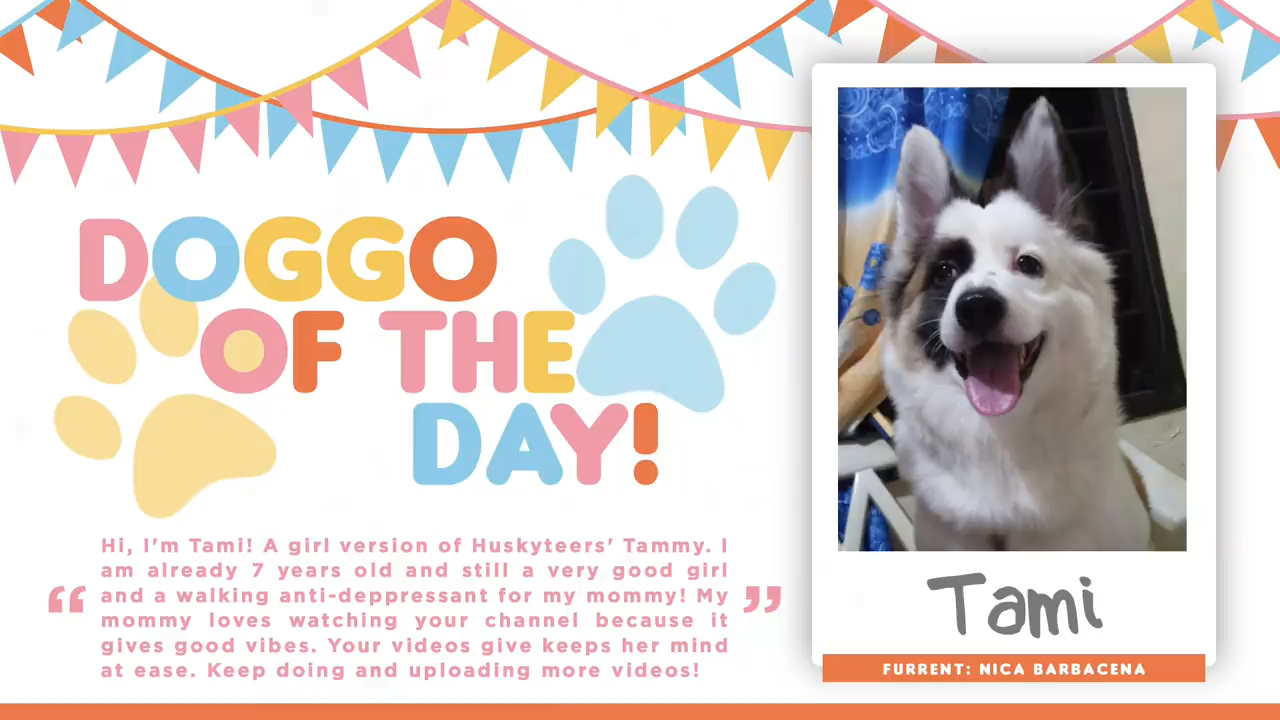 DOGGO
OF THE
DAY!
Hi, I'm Tami! A girl version of Huskyteers' Tammy. I
am already 7 years old and still a very good girl
and a walking anti-deppressant for my mommy! My
mommy loves watching your channel because it
gives good vibes. Your videos give keeps her mind
at ease. Keep doing and uploading more videos!
Tami
FURRENT: NICA BARBACENA